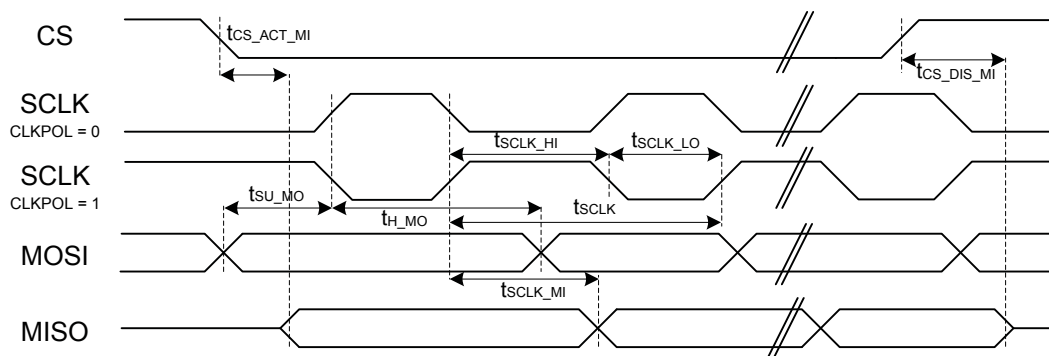 CS
tCS_ACT_MI
tCS_DIS_MI
SCLK
CLKPOL = 0
tSCLK_HI
tSCLK_LO
SCLK
CLKPOL = 1
tSU_MO
tH_MO
tSCLK
MOSI
tSCLK_MI
MISO